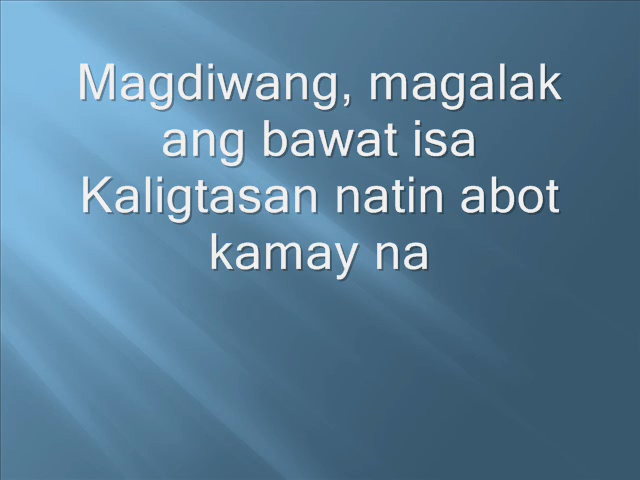 Magdiwang, magalak
ang bawat isa
Kaligtasan natin abot
kamay na